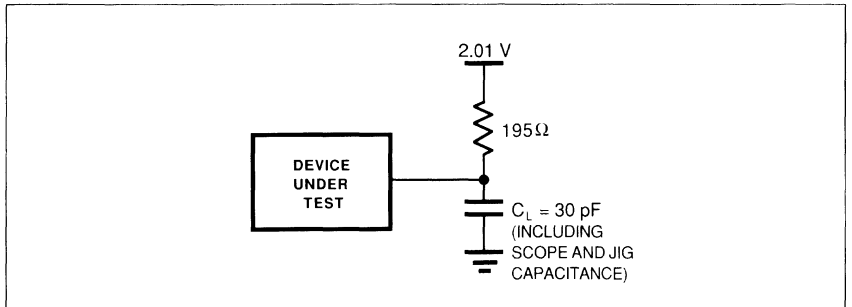 2.01 V
195Ω
DEVICE
UNDER
TEST
C_L = 30 pF
(INCLUDING
SCOPE AND JIG
CAPACITANCE)